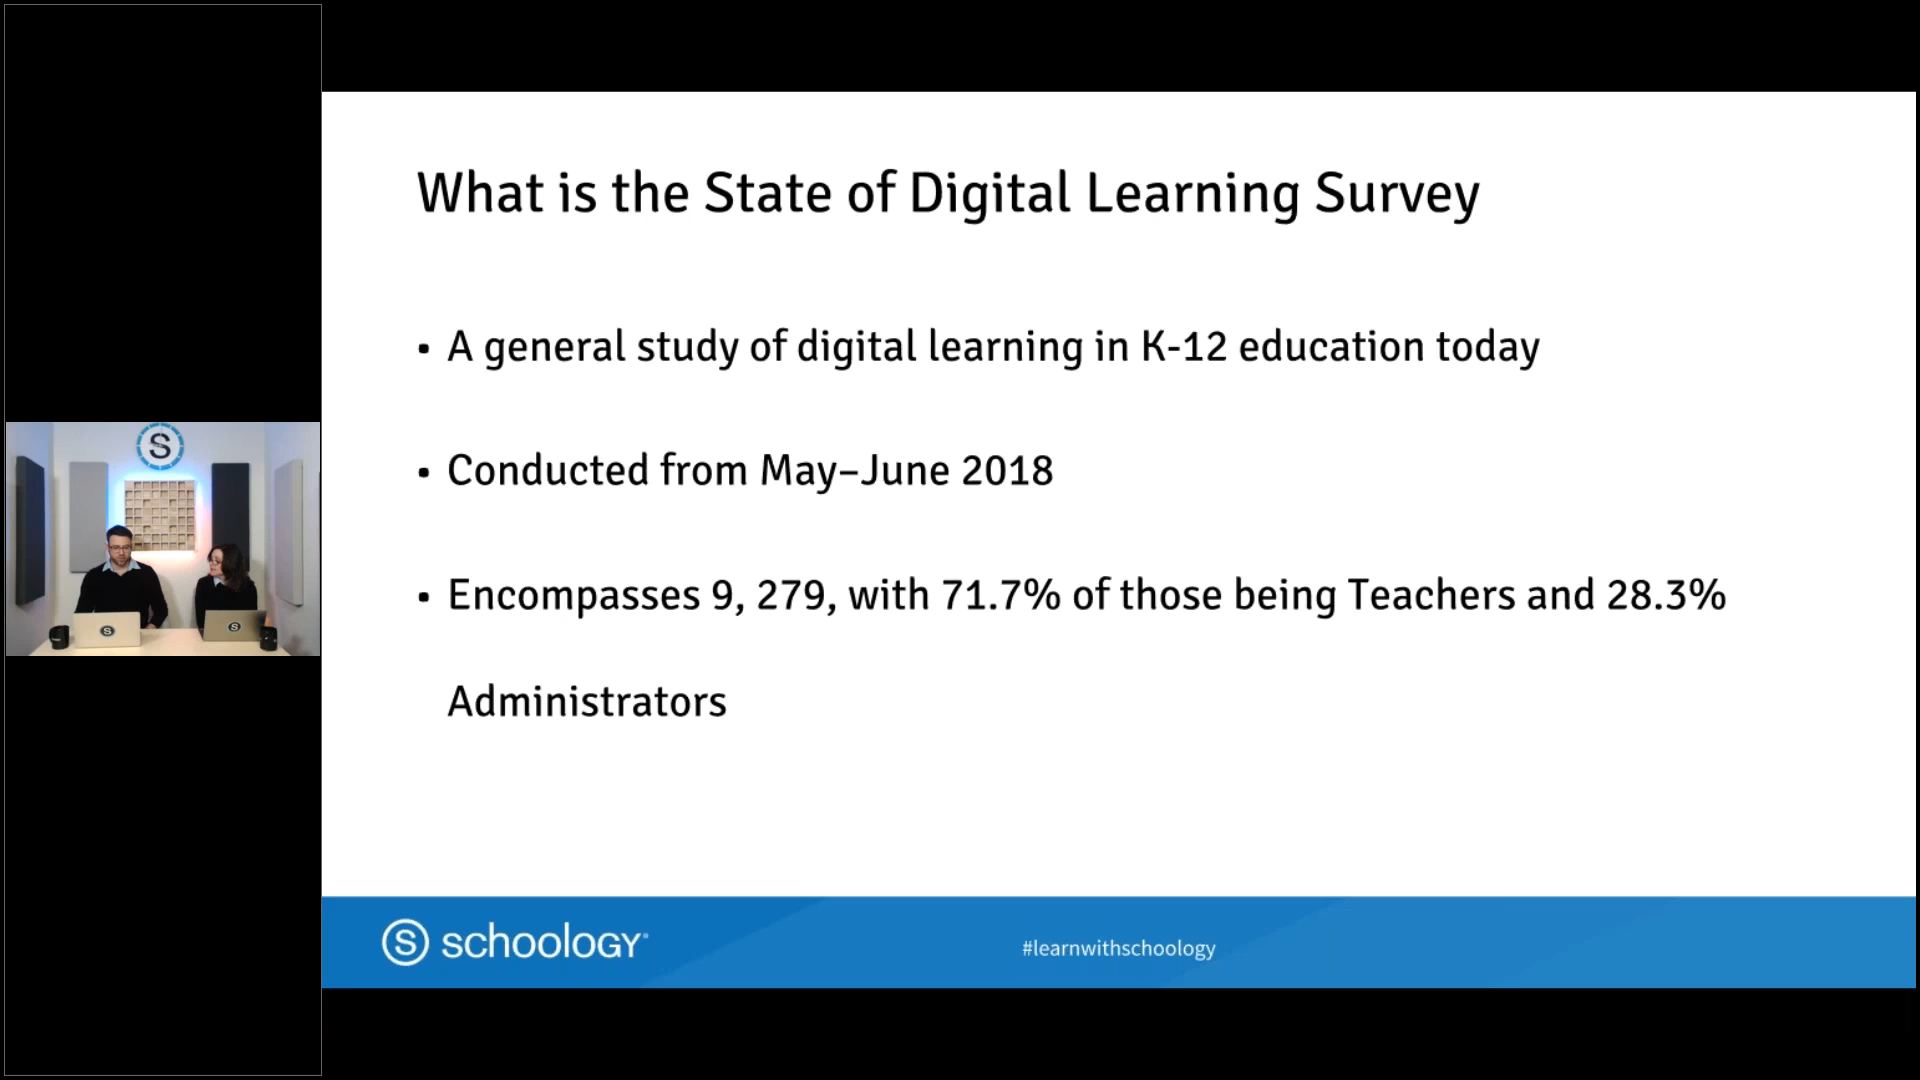 What is the State of Digital Learning Survey
• A general study of digital learning in K-12 education today
• Conducted from May–June 2018
• Encompasses 9, 279, with 71.7% of those being Teachers and 28.3%
Administrators
S
S
S
S schoology
#learnwithschoology